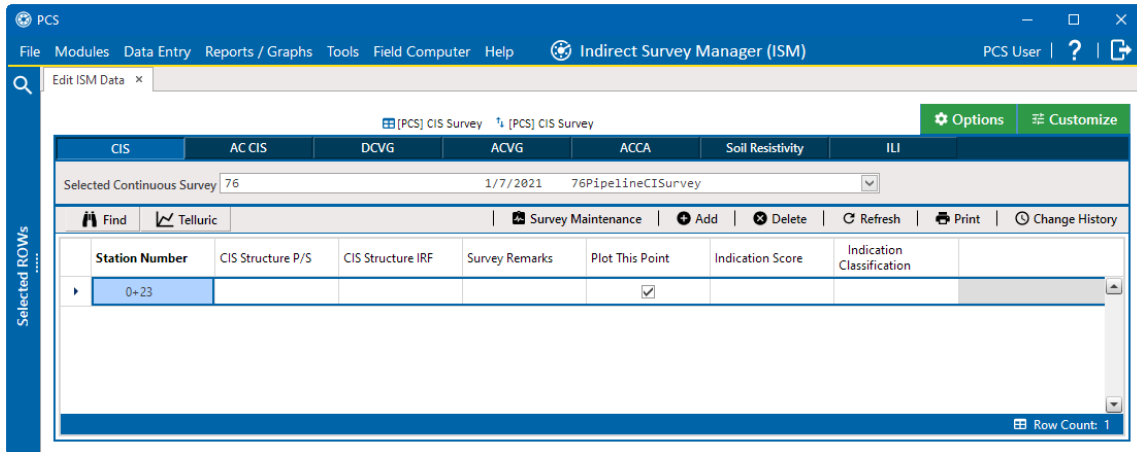 PCS
File Modules Data Entry Reports / Graphs Tools Field Computer Help Indirect Survey Manager (ISM) PCS User | ? |
Edit ISM Data ×
[PCS] CIS Survey [PCS] CIS Survey Options Customize
CIS AC CIS DCVG ACVG ACCA Soil Resistivity ILI
Selected Continuous Survey 76 1/7/2021 76PipelineCISurvey
Find Telluric | Survey Maintenance | Add | Delete | Refresh | Print | Change History
Station Number CIS Structure P/S CIS Structure IRF Survey Remarks Plot This Point Indication Score Indication
Classification
0+23
Selected ROWs
Row Count: 1